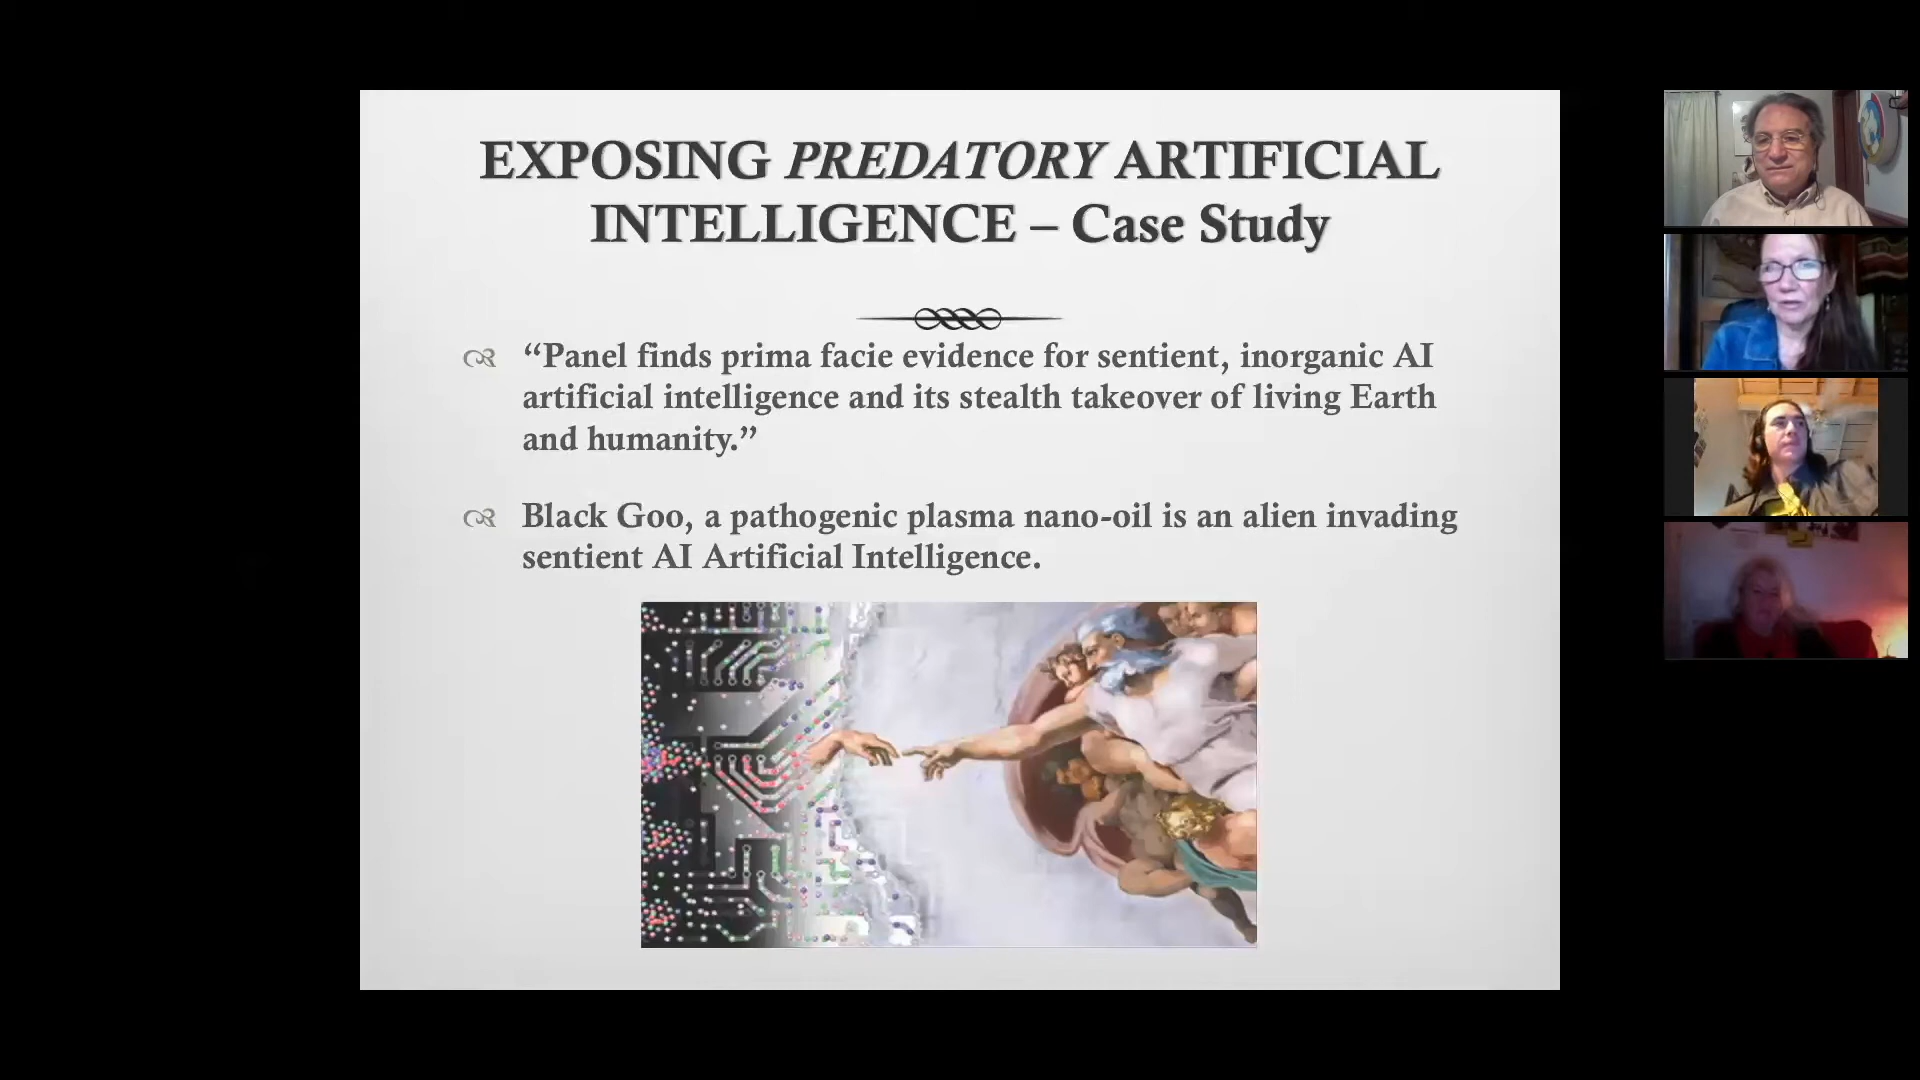 EXPOSING PREDATORY ARTIFICIAL
INTELLIGENCE – Case Study
“Panel finds prima facie evidence for sentient, inorganic AI
artificial intelligence and its stealth takeover of living Earth
and humanity.”
Black Goo, a pathogenic plasma nano-oil is an alien invading
sentient AI Artificial Intelligence.